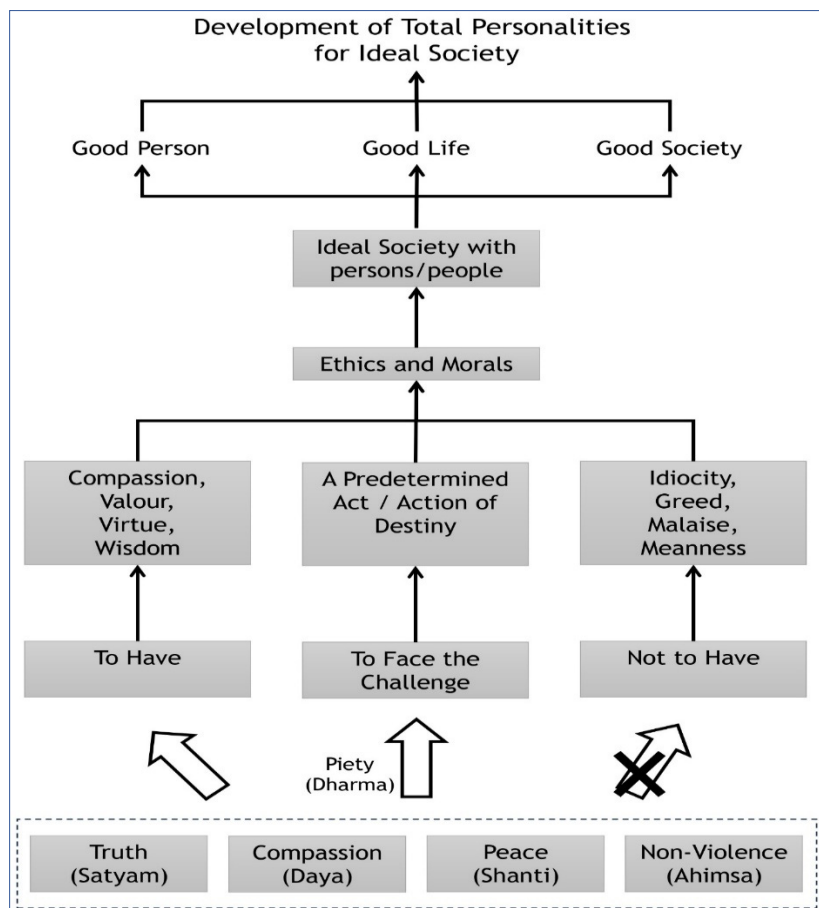 Development of Total Personalities
for Ideal Society
Good Person
Good Life
Good Society
Ideal Society with
persons/people
Ethics and Morals
Compassion,
Valour,
Virtue,
Wisdom
A Predetermined
Act / Action of
Destiny
Idiocity,
Greed,
Malaise,
Meanness
To Have
To Face the
Challenge
Not to Have
Piety
(Dharma)
Truth
(Satyam)
Compassion
(Daya)
Peace
(Shanti)
Non-Violence
(Ahimsa)